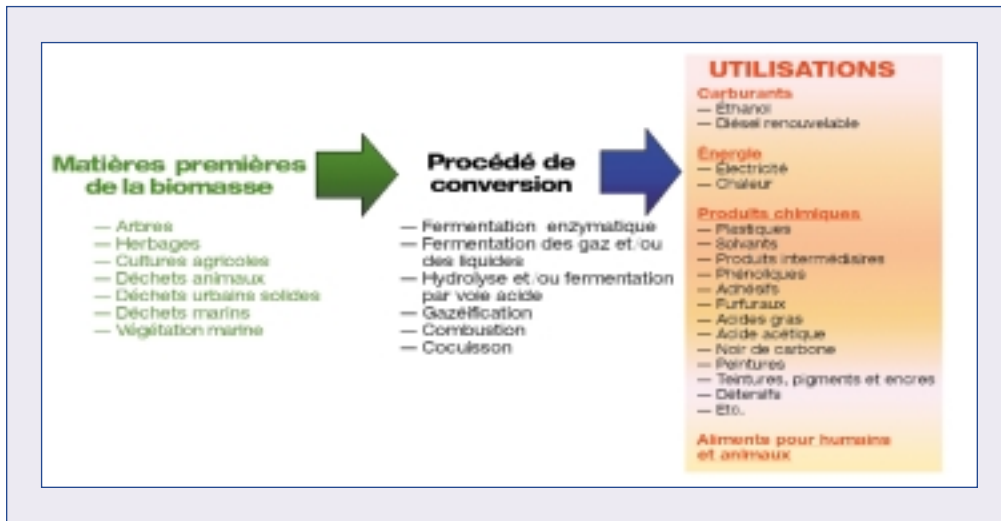 Matières premières
de la biomasse
— Arbres
— Herbages
— Cultures agricoles
— Déchets animaux
— Déchets urbains solides
— Déchets marins
— Végétation marine
Procédé de
conversion
— Fermentation enzymatique
— Fermentation des gaz et/ou
des liquides
— Hydrolyse et/ou fermentation
par voie acide
— Gazéification
— Combustion
— Cocuisson
UTILISATIONS
Carburants
— Éthanol
— Diésel renouvelable
Énergie
— Électricité
— Chaleur
Produits chimiques
— Plastiques
— Solvants
— Produits intermédiaires
— Phénoliques
— Adhésifs
— Furfuraux
— Acides gras
— Acide acétique
— Noir de carbone
— Peintures
— Teintures, pigments et encres
— Détersifs
— Etc.
Aliments pour humains
et animaux